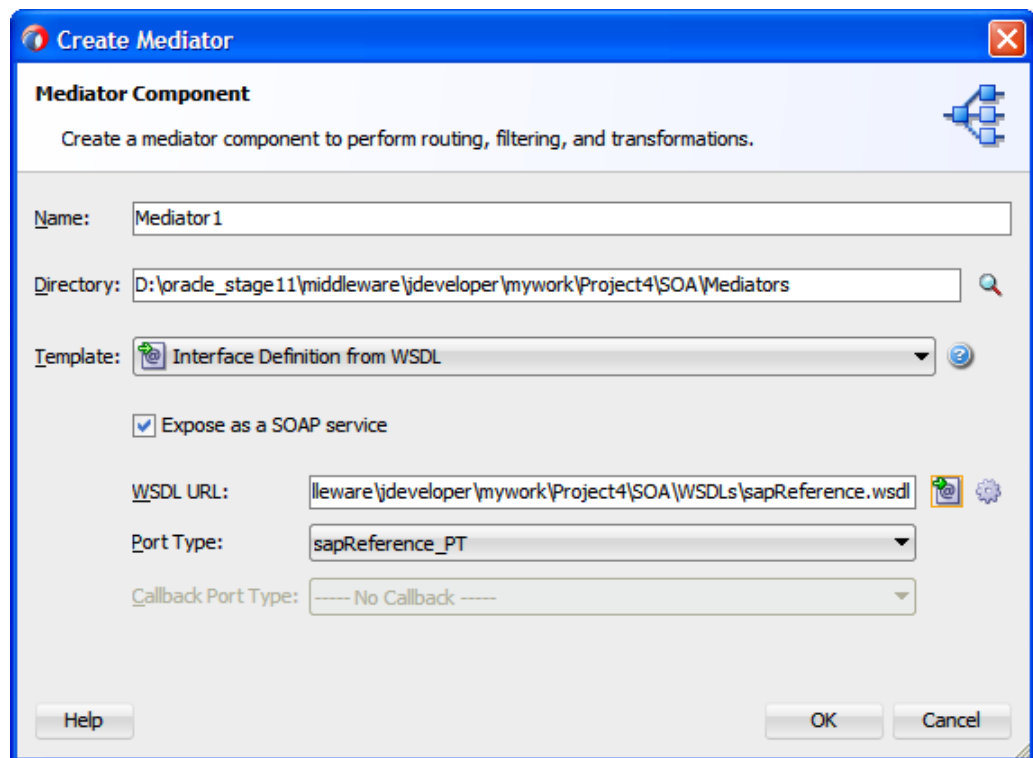 Create Mediator
Mediator Component
Create a mediator component to perform routing, filtering, and transformations.
Name: Mediator1
Directory: D:\oracle_stage11\middleware\jdeveloper\mywork\Project4\SOA\Mediators
Template: Interface Definition from WSDL
Expose as a SOAP service
WSDL URL: lleware\jdeveloper\mywork\Project4\SOA\WSDLs\sapReference.wsdl
Port Type: sapReference_PT
Callback Port Type: ----- No Callback -----
Help OK Cancel